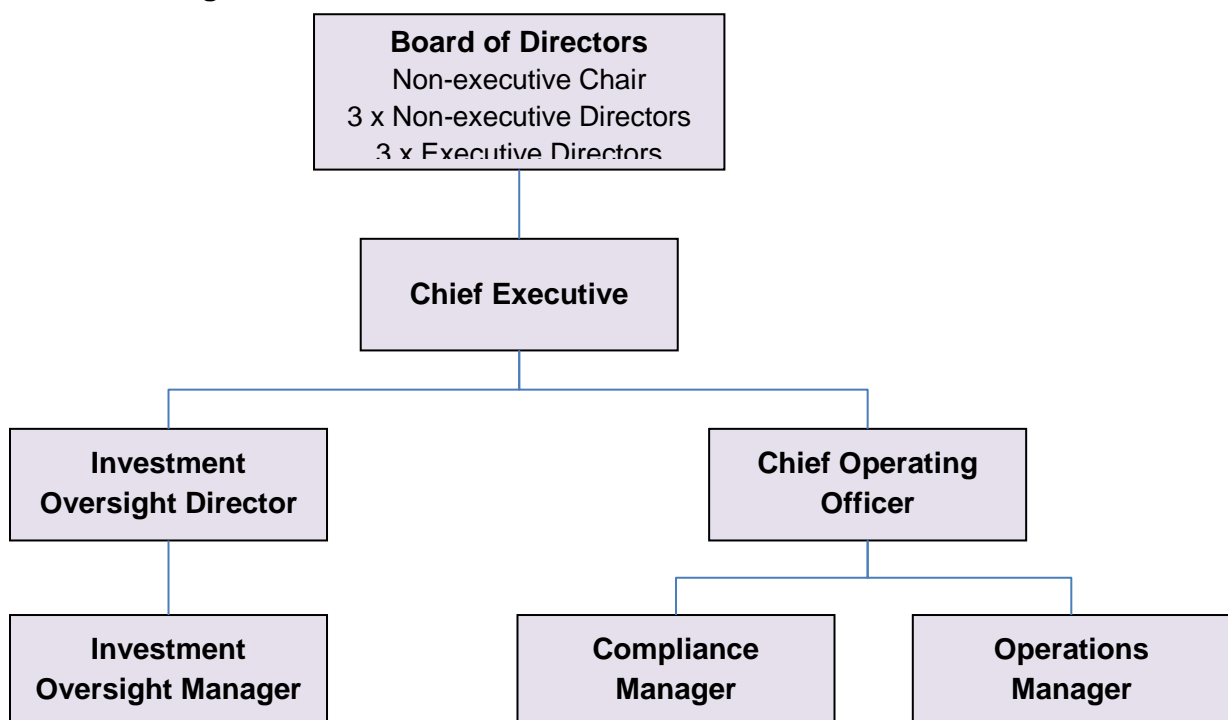 Board of Directors
Non-executive Chair
3 x Non-executive Directors
3 x Executive Directors
Chief Executive
Investment
Oversight Director
Chief Operating
Officer
Investment
Oversight Manager
Compliance
Manager
Operations
Manager